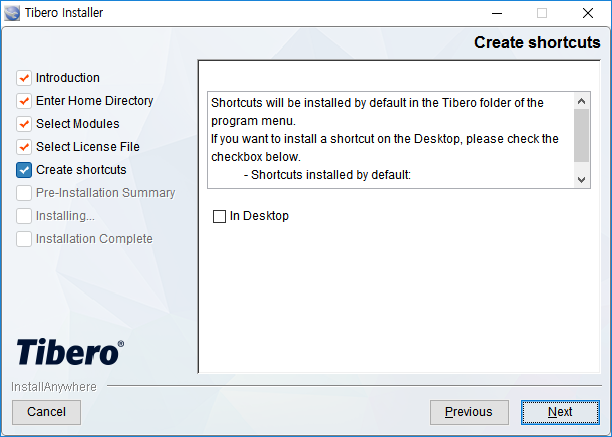 Tibero Installer
Create shortcuts
Introduction
Enter Home Directory
Select Modules
Select License File
Create shortcuts
Pre-Installation Summary
Installing...
Installation Complete
Shortcuts will be installed by default in the Tibero folder of the
program menu.
If you want to install a shortcut on the Desktop, please check the
checkbox below.
- Shortcuts installed by default:
In Desktop
Tibero®
InstallAnywhere
Cancel
Previous
Next